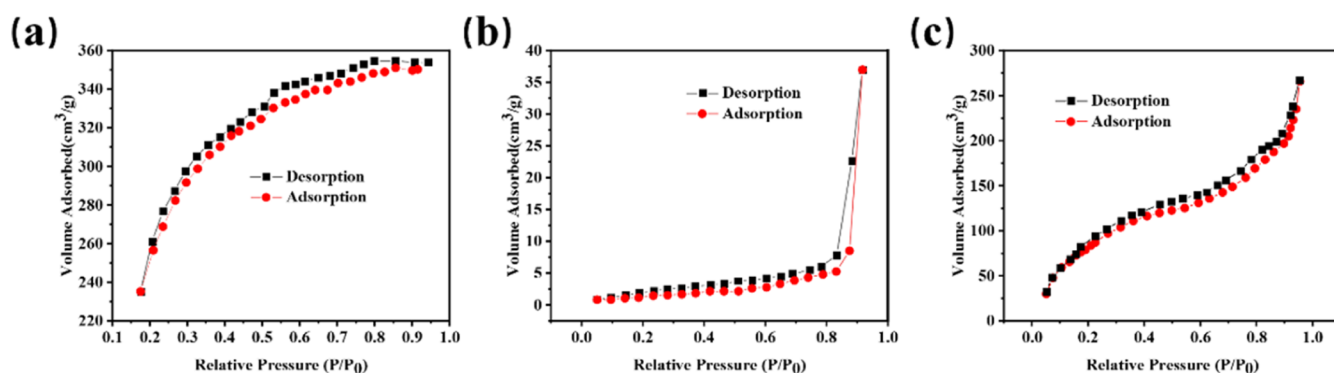 (a)
360
340
320
300
280
260
240
220
Volume Adsorbed(cm³/g)
Desorption
Adsorption
0.1 0.2 0.3 0.4 0.5 0.6 0.7 0.8 0.9 1.0
Relative Pressure (P/P₀)
(b)
40
35
30
25
20
15
10
5
0
Volume Adsorbed(cm³/g)
Desorption
Adsorption
0.0 0.2 0.4 0.6 0.8 1.0
Relative Pressure (P/P₀)
(c)
300
250
200
150
100
50
0
Volume Adsorbed(cm³/g)
Desorption
Adsorption
0.0 0.2 0.4 0.6 0.8 1.0
Relative Pressure (P/P₀)